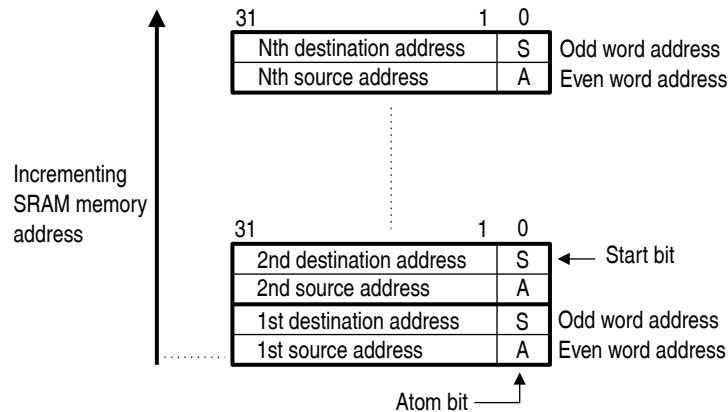 31 1 0
Nth destination address S Odd word address
Nth source address A Even word address
Incrementing
SRAM memory
address
31 1 0
2nd destination address S Start bit
2nd source address A
1st destination address S Odd word address
1st source address A Even word address
Atom bit